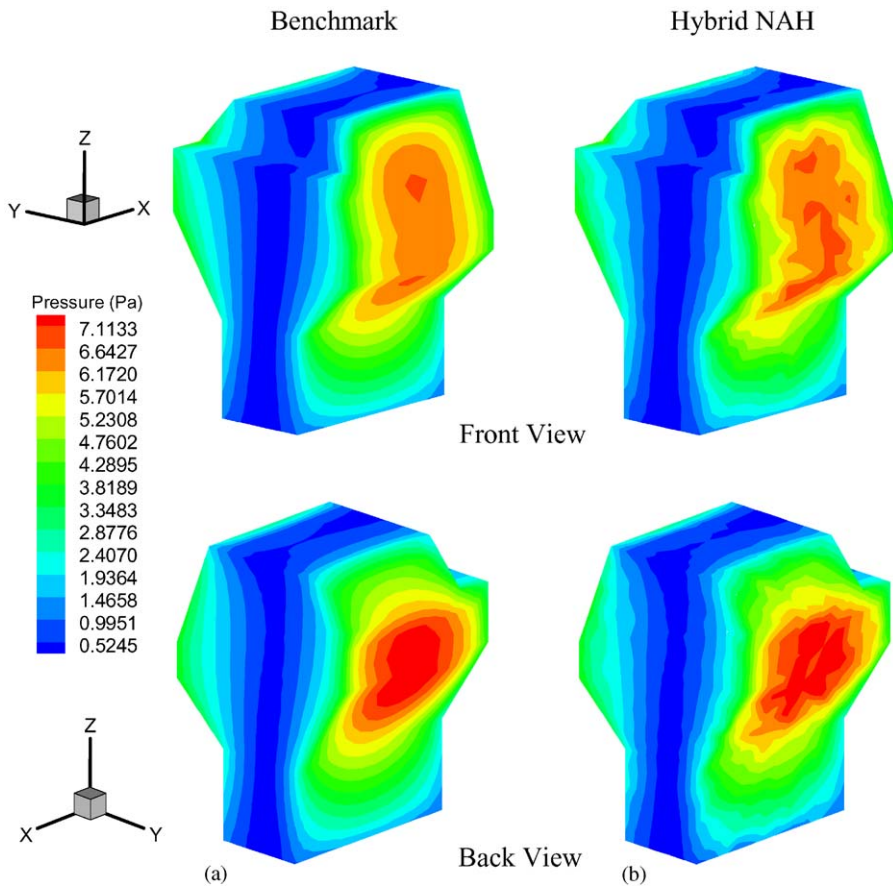 Benchmark
Hybrid NAH
Z
Y
X
Pressure (Pa)
7.1133
6.6427
6.1720
5.7014
5.2308
4.7602
4.2895
3.8189
3.3483
2.8776
2.4070
1.9364
1.4658
0.9951
0.5245
Front View
Z
X
Y
Back View
(a)
(b)